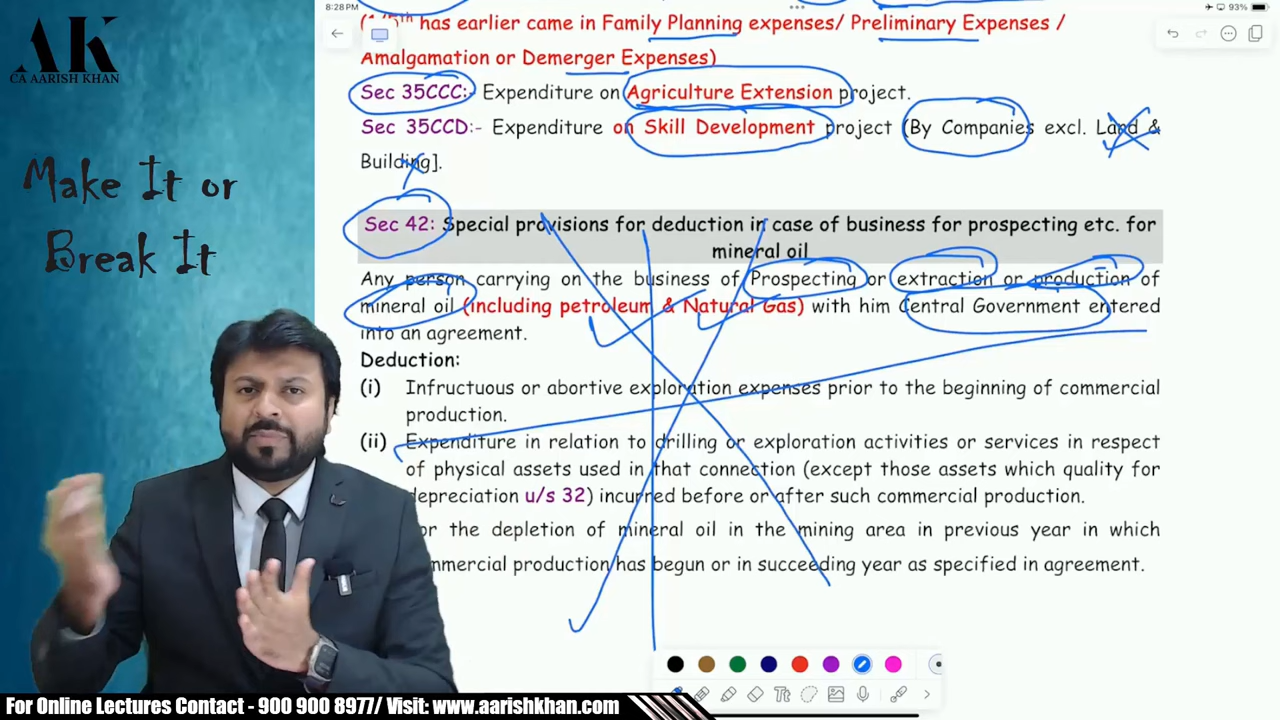 8:28 PM
93%
AK
CA AARISH KHAN
Make It or
Break It
has earlier came in Family Planning expenses/ Preliminary Expenses /
Amalgamation or Demerger Expenses)
Sec 35CCC:- Expenditure on Agriculture Extension project.
Sec 35CCD:- Expenditure on Skill Development project (By Companies excl. Land &
Building].
Sec 42: Special provisions for deduction in case of business for prospecting etc. for
mineral oil
Any person carrying on the business of Prospecting or extraction or production of
mineral oil (including petroleum & Natural Gas) with him Central Government entered
into an agreement.
Deduction:
(i) Infructuous or abortive exploration expenses prior to the beginning of commercial
production.
(ii) Expenditure in relation to drilling or exploration activities or services in respect
of physical assets used in that connection (except those assets which quality for
depreciation u/s 32) incurred before or after such commercial production.
or the depletion of mineral oil in the mining area in previous year in which
mmercial production has begun or in succeeding year as specified in agreement.
Tt
For Online Lectures Contact - 900 900 8977/ Visit: www.aarishkhan.com